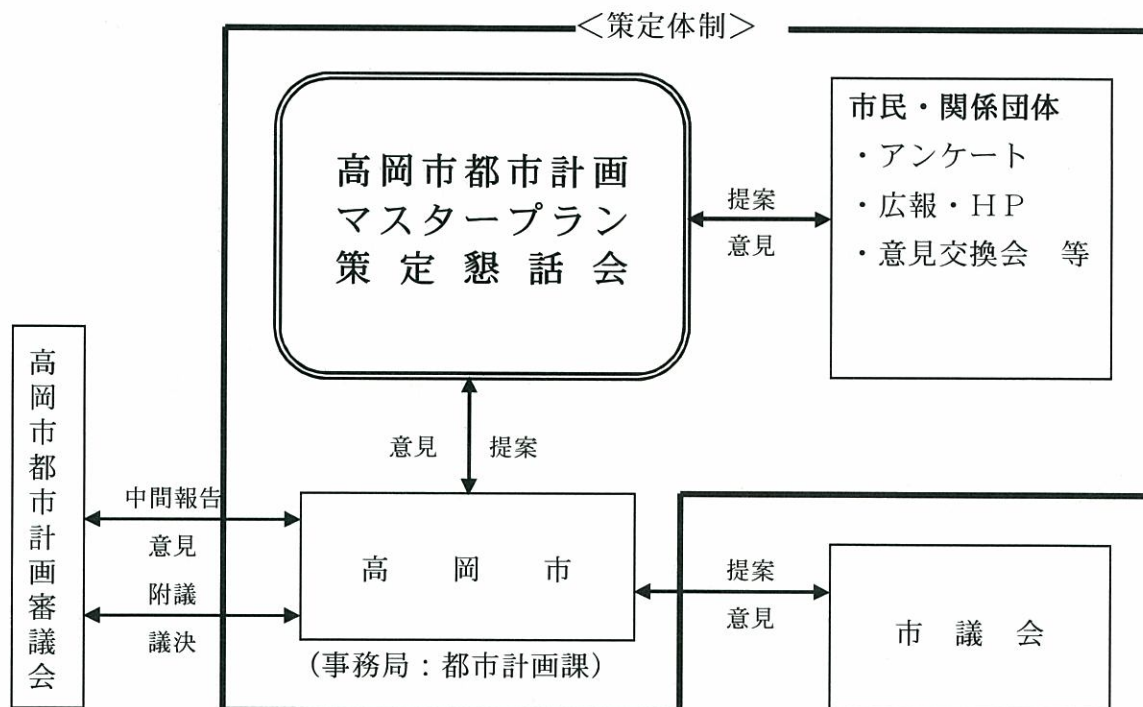 ＜策定体制＞
高岡市都市計画
マスタープラン
策定懇話会
提案
意見
市民・関係団体
・アンケート
・広報・ＨＰ
・意見交換会　等
意見
提案
高岡市都市計画審議会
中間報告
意見
附議
議決
高　岡　市
（事務局：都市計画課）
提案
意見
市　議　会